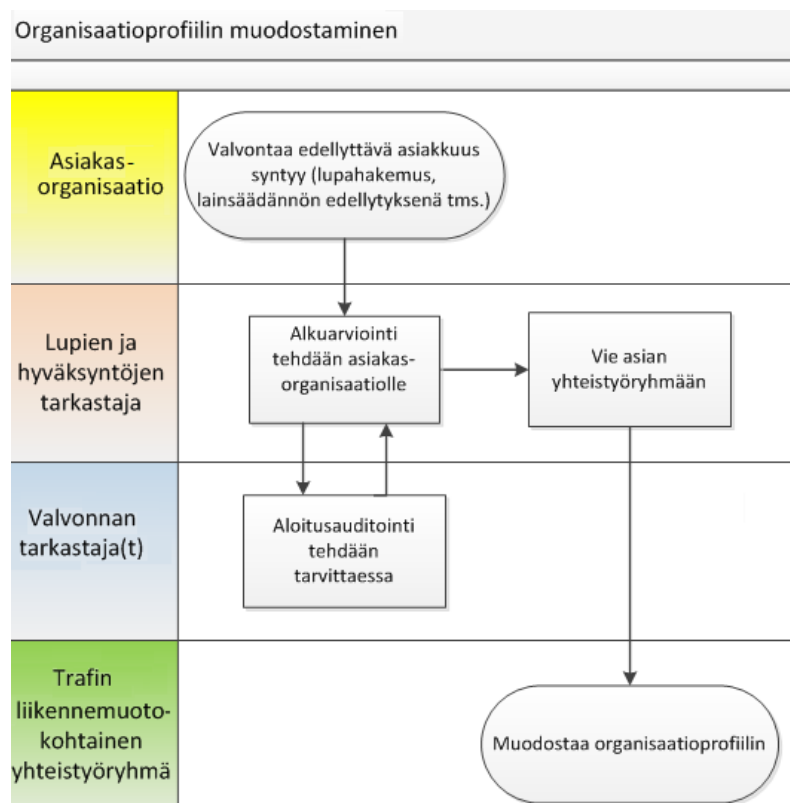 Organisaatioprofiilin muodostaminen
Asiakas-
organisaatio
Valvontaa edellyttävä asiakkuus
syntyy (lupahakemus,
lainsäädännön edellytyksenä tms.)
Lupien ja
hyväksyntöjen
tarkastaja
Alkuarviointi
tehdään asiakas-
organisaatiolle
Vie asian
yhteistyöryhmään
Valvonnan
tarkastaja(t)
Aloitusauditointi
tehdään
tarvittaessa
Trafin
liikennemuoto-
kohtainen
yhteistyöryhmä
Muodostaa organisaatioprofiilin